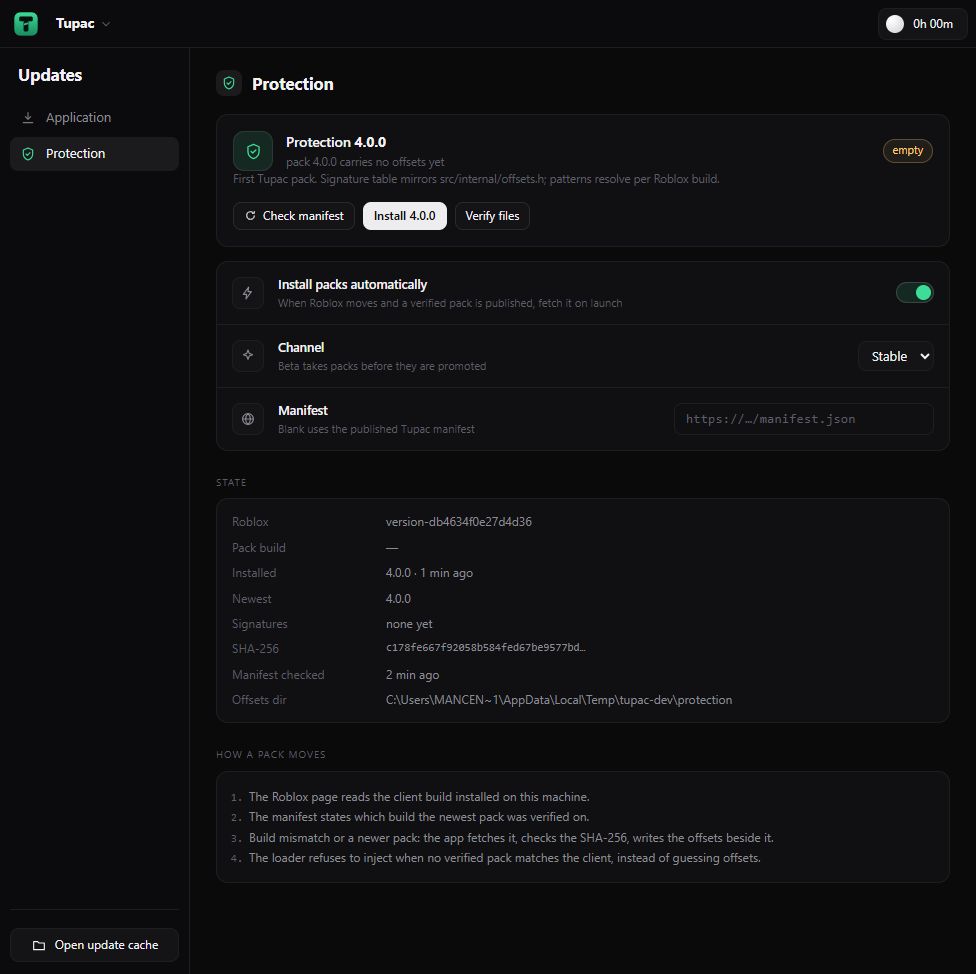 Tupac
0h 00m
Updates
Application
Protection
Open update cache
Protection
Protection 4.0.0
pack 4.0.0 carries no offsets yet
empty
First Tupac pack. Signature table mirrors src/internal/offsets.h; patterns resolve per Roblox build.
Check manifest
Install 4.0.0
Verify files
Install packs automatically
When Roblox moves and a verified pack is published, fetch it on launch
Channel
Beta takes packs before they are promoted
Stable
Manifest
Blank uses the published Tupac manifest
https://…/manifest.json
STATE
Roblox version-db4634f0e27d4d36
Pack build —
Installed 4.0.0 · 1 min ago
Newest 4.0.0
Signatures none yet
SHA-256 c178fe667f92058b584fed67be9577bd…
Manifest checked 2 min ago
Offsets dir C:\Users\MANCEN~1\AppData\Local\Temp\tupac-dev\protection
HOW A PACK MOVES
1. The Roblox page reads the client build installed on this machine.
2. The manifest states which build the newest pack was verified on.
3. Build mismatch or a newer pack: the app fetches it, checks the SHA-256, writes the offsets beside it.
4. The loader refuses to inject when no verified pack matches the client, instead of guessing offsets.